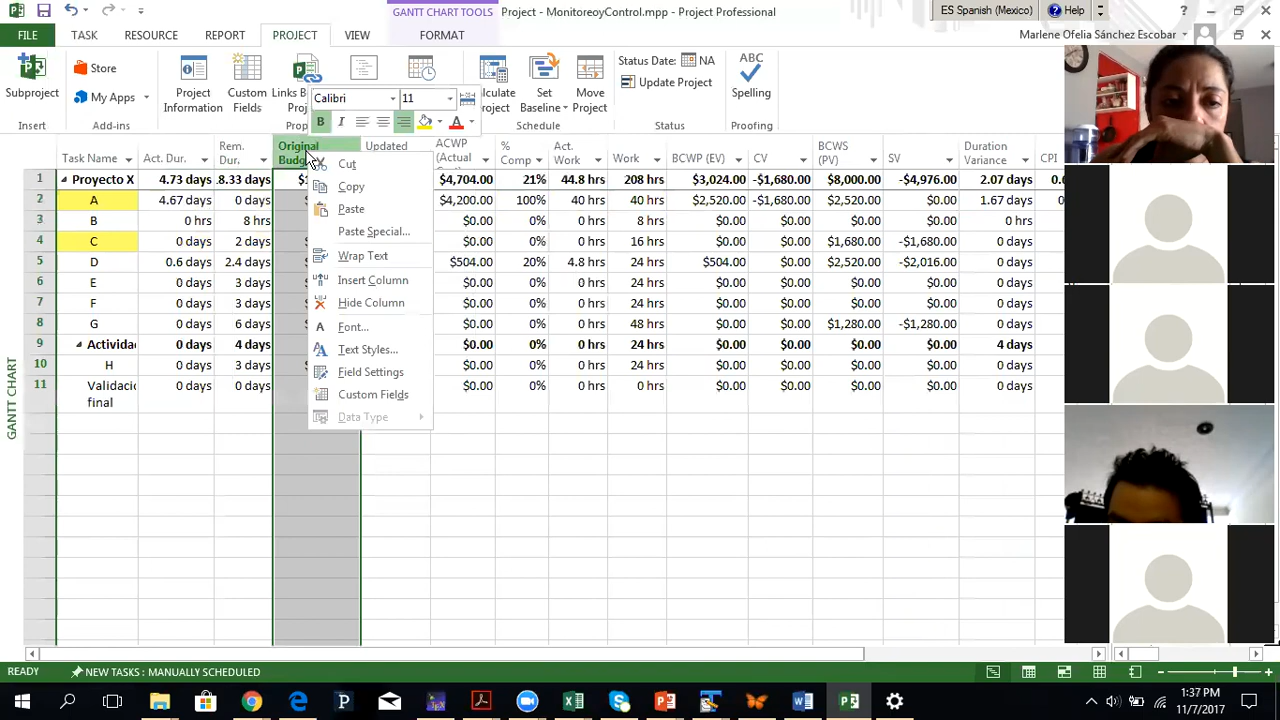 GANTT CHART TOOLS
Project - MonitoreoyControl.mpp - Project Professional
ES Spanish (Mexico)
Help
FILE
TASK
RESOURCE
REPORT
PROJECT
VIEW
FORMAT
Marlene Ofelia Sánchez Escobar
Subproject
Store
My Apps
Project Information
Custom Fields
Links B
Calibri
11
Set Baseline
Move Project
Status Date: NA
Update Project
ABC
Spelling
Insert
Schedule
Status
Proofing
Task Name
Act. Dur.
Rem. Dur.
Original
Updated
ACWP (Actual
% Comp
Act. Work
Work
BCWP (EV)
CV
BCWS (PV)
SV
Duration Variance
CPI
1 Proyecto X 4.73 days .8.33 days $4,704.00 21% 44.8 hrs 208 hrs $3,024.00 -$1,680.00 $8,000.00 -$4,976.00 2.07 days
2 A 4.67 days 0 days $4,200.00 100% 40 hrs 40 hrs $2,520.00 -$1,680.00 $2,520.00 $0.00 1.67 days
3 B 0 hrs 8 hrs $0.00 0% 0 hrs 8 hrs $0.00 $0.00 $0.00 $0.00 0 hrs
4 C 0 days 2 days $0.00 0% 0 hrs 16 hrs $0.00 $0.00 $1,680.00 -$1,680.00 0 days
5 D 0.6 days 2.4 days $504.00 20% 4.8 hrs 24 hrs $504.00 $0.00 $2,520.00 -$2,016.00 0 days
6 E 0 days 3 days $0.00 0% 0 hrs 24 hrs $0.00 $0.00 $0.00 $0.00 0 days
7 F 0 days 3 days $0.00 0% 0 hrs 24 hrs $0.00 $0.00 $0.00 $0.00 0 days
8 G 0 days 6 days $0.00 0% 0 hrs 48 hrs $0.00 $0.00 $1,280.00 -$1,280.00 0 days
9 Activida 0 days 4 days $0.00 0% 0 hrs 24 hrs $0.00 $0.00 $0.00 $0.00 4 days
10 H 0 days 3 days $0.00 0% 0 hrs 24 hrs $0.00 $0.00 $0.00 $0.00 0 days
11 Validacio 0 days 0 days $0.00 0% 0 hrs 0 hrs $0.00 $0.00 $0.00 $0.00 0 days
final
Cut
Copy
Paste
Paste Special...
Wrap Text
Insert Column
Hide Column
Font...
Text Styles...
Field Settings
Custom Fields
Data Type
GANTT CHART
READY
NEW TASKS : MANUALLY SCHEDULED
1:37 PM
11/7/2017